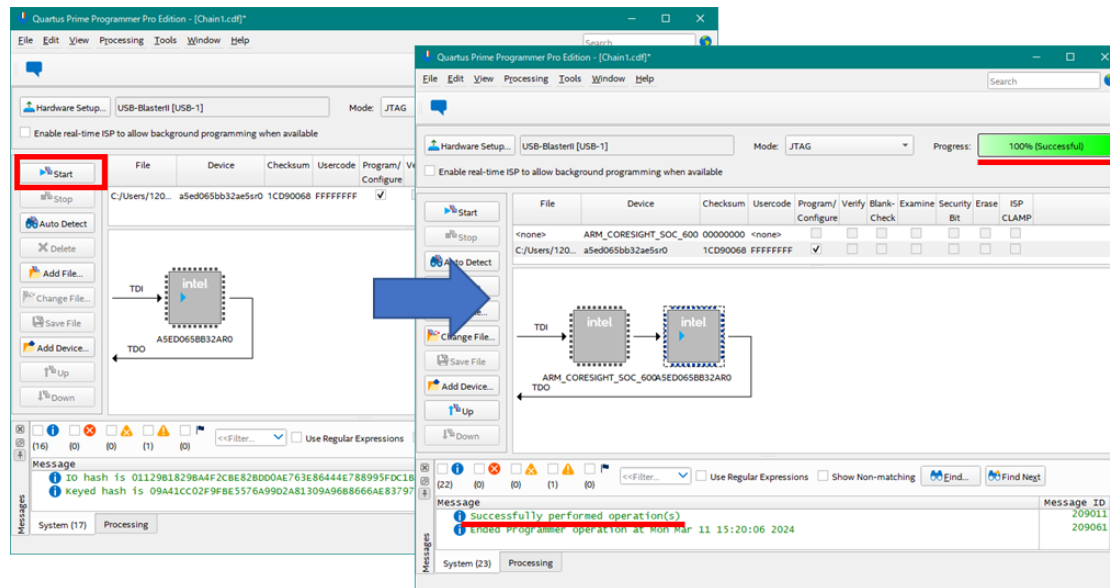 Quartus Prime Programmer Pro Edition - [Chain1.cdf]*
File Edit View Processing Tools Window Help
Search
Hardware Setup... USB-BlasterII [USB-1] Mode: JTAG
Enable real-time ISP to allow background programming when available
Start
Stop
Auto Detect
Delete
Add File...
Change File...
Save File
Add Device...
Up
Down
File Device Checksum Usercode Program/ Configure
C:/Users/120... a5ed065bb32ae5sr0 1CD90068 FFFFFFFF
TDI
intel
A5ED065BB32AR0
TDO
(16) (0) (0) (1) (0) <<Filter... Use Regular Expressions
Message
IO hash is 01129B1829BA4F2CBE82BDD0AE763E86444E788995FDC1B
Keyed hash is 09A41CC02F9FBE5576A99D2A81309A96B8666AE83797
Messages
System (17) Processing
Quartus Prime Programmer Pro Edition - [Chain1.cdf]*
File Edit View Processing Tools Window Help
Search
Hardware Setup... USB-BlasterII [USB-1] Mode: JTAG Progress: 100% (Successful)
Enable real-time ISP to allow background programming when available
Start
Stop
Auto Detect
Change File...
Save File
Add Device...
Up
Down
File Device Checksum Usercode Program/ Configure Verify Blank- Check Examine Security Bit Erase ISP CLAMP
<none> ARM_CORESIGHT_SOC_600 00000000 <none>
C:/Users/120... a5ed065bb32ae5sr0 1CD90068 FFFFFFFF
TDI
intel
intel
ARM_CORESIGHT_SOC_600 A5ED065BB32AR0
TDO
(22) (0) (0) (1) (0) <<Filter... Use Regular Expressions Show Non-matching Find... Find Next
Message Message ID
Successfully performed operation(s) 209011
Ended Programmer operation at Mon Mar 11 15:20:06 2024 209061
Messages
System (23) Processing